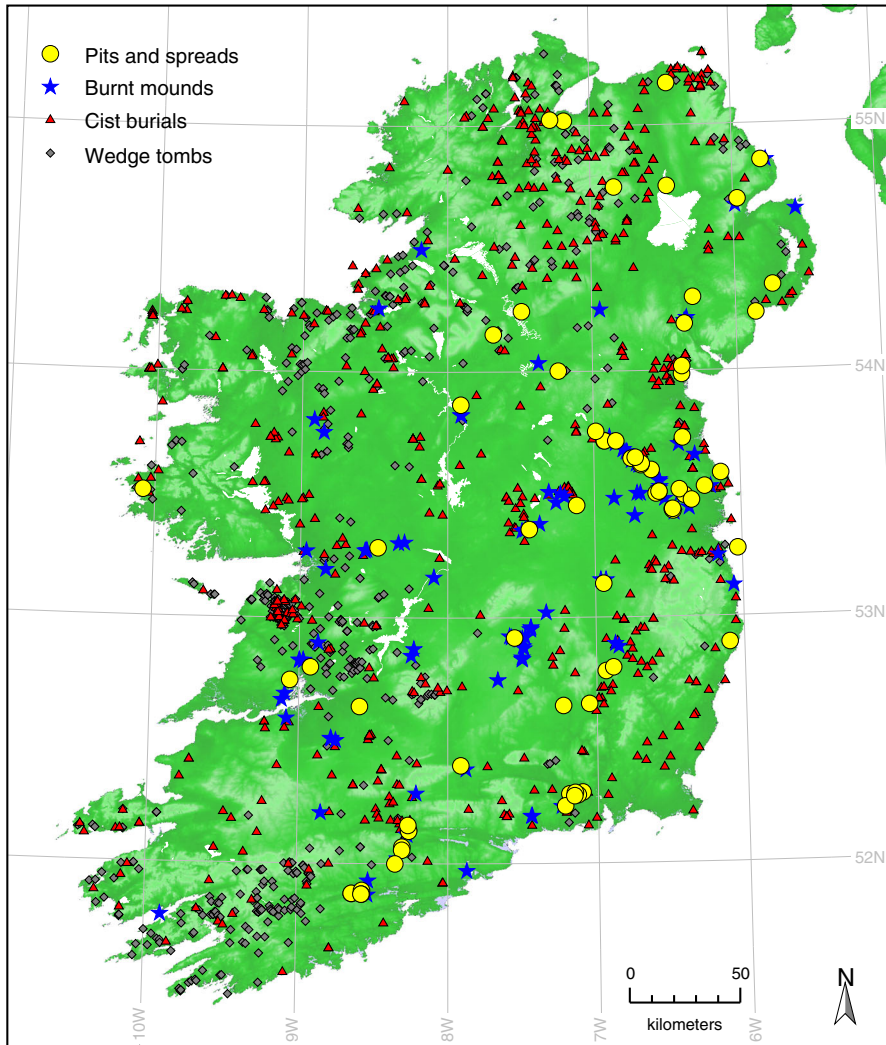 Pits and spreads
Burnt mounds
Cist burials
Wedge tombs
55N
54N
53N
52N
0 50
kilometers
N
10W
9W
8W
7W
6W